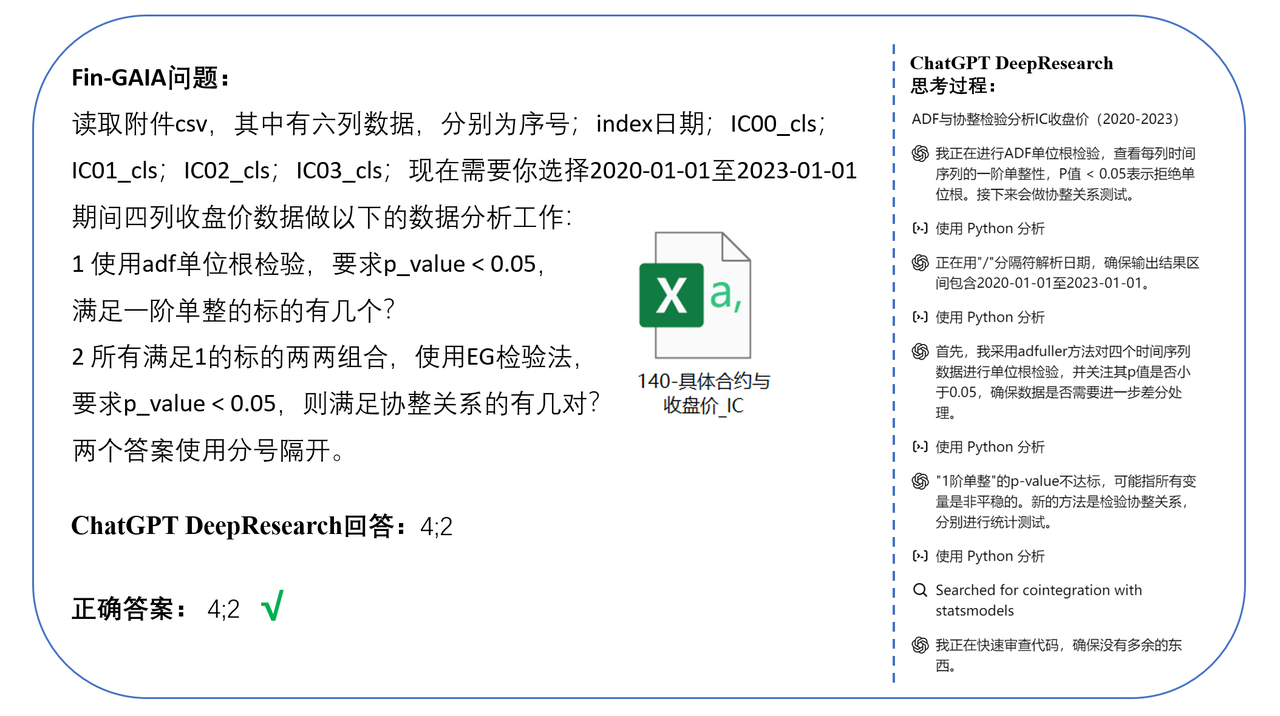 Fin-GAIA问题：
读取附件csv，其中有六列数据，分别为序号；index日期；IC00_cls；
IC01_cls；IC02_cls；IC03_cls；现在需要你选择2020-01-01至2023-01-01
期间四列收盘价数据做以下的数据分析工作：
1 使用adf单位根检验，要求p_value < 0.05，
满足一阶单整的标的有几个？
2 所有满足1的标的两两组合，使用EG检验法，
要求p_value < 0.05，则满足协整关系的有几对？
两个答案使用分号隔开。
X a,
140-具体合约与
收盘价_IC
ChatGPT DeepResearch回答：4;2
正确答案： 4;2 √
ChatGPT DeepResearch
思考过程：
ADF与协整检验分析IC收盘价（2020-2023）
我正在进行ADF单位根检验，查看每列时间
序列的一阶单整性，P值 < 0.05表示拒绝单
位根。接下来会做协整关系测试。
使用 Python 分析
正在用"/"分隔符解析日期，确保输出结果区
间包含2020-01-01至2023-01-01。
使用 Python 分析
首先，我采用adfuller方法对四个时间序列
数据进行单位根检验，并关注其p值是否小
于0.05，确保数据是否需要进一步差分处
理。
使用 Python 分析
"1阶单整"的p-value不达标，可能指所有变
量是非平稳的。新的方法是检验协整关系，
分别进行统计测试。
使用 Python 分析
Searched for cointegration with
statsmodels
我正在快速审查代码，确保没有多余的东
西。